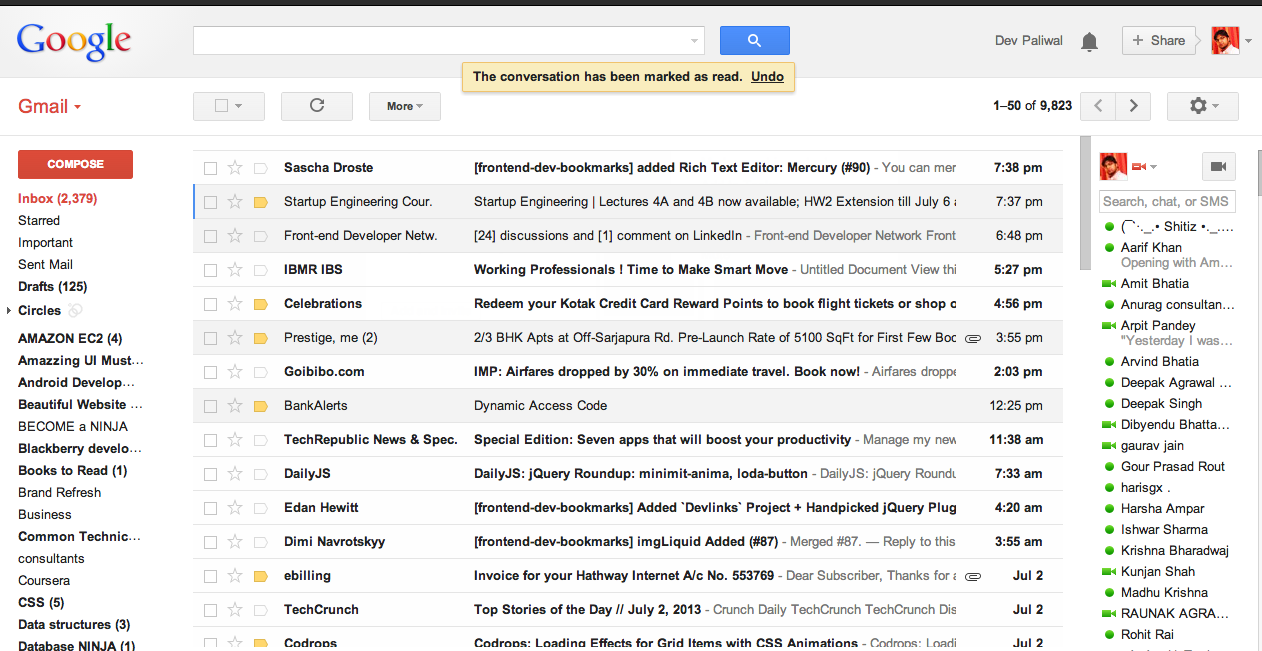 Google
Dev Paliwal
+ Share
The conversation has been marked as read. Undo
Gmail
More
1–50 of 9,823
COMPOSE
Inbox (2,379)
Starred
Important
Sent Mail
Drafts (125)
Circles
AMAZON EC2 (4)
Amazzing UI Must…
Android Develop…
Beautiful Website …
BECOME a NINJA
Blackberry develo…
Books to Read (1)
Brand Refresh
Business
Common Technic…
consultants
Coursera
CSS (5)
Data structures (3)
Database NINJA (1)
Sascha Droste [frontend-dev-bookmarks] added Rich Text Editor: Mercury (#90) - You can mer 7:38 pm
Startup Engineering Cour. Startup Engineering | Lectures 4A and 4B now available; HW2 Extension till July 6 7:37 pm
Front-end Developer Netw. [24] discussions and [1] comment on LinkedIn - Front-end Developer Network Front 6:48 pm
IBMR IBS Working Professionals ! Time to Make Smart Move - Untitled Document View thi 5:27 pm
Celebrations Redeem your Kotak Credit Card Reward Points to book flight tickets or shop o 4:56 pm
Prestige, me (2) 2/3 BHK Apts at Off-Sarjapura Rd. Pre-Launch Rate of 5100 SqFt for First Few Boo 3:55 pm
Goibibo.com IMP: Airfares dropped by 30% on immediate travel. Book now! - Airfares droppe 2:03 pm
BankAlerts Dynamic Access Code 12:25 pm
TechRepublic News & Spec. Special Edition: Seven apps that will boost your productivity - Manage my new 11:38 am
DailyJS DailyJS: jQuery Roundup: minimit-anima, loda-button - DailyJS: jQuery Roundu 7:33 am
Edan Hewitt [frontend-dev-bookmarks] Added `Devlinks` Project + Handpicked jQuery Plug 4:20 am
Dimi Navrotskyy [frontend-dev-bookmarks] imgLiquid Added (#87) - Merged #87. — Reply to this 3:55 am
ebilling Invoice for your Hathway Internet A/c No. 553769 - Dear Subscriber, Thanks for a Jul 2
TechCrunch Top Stories of the Day // July 2, 2013 - Crunch Daily TechCrunch TechCrunch Dis Jul 2
Codrops Codrops: Loading Effects for Grid Items with CSS Animations - Codrops: Loadi Jul 2
Search, chat, or SMS
(¯`·._.• Shitiz •._.…
Aarif Khan
Opening with Am…
Amit Bhatia
Anurag consultan…
Arpit Pandey
"Yesterday I was…
Arvind Bhatia
Deepak Agrawal …
Deepak Singh
Dibyendu Bhatta…
gaurav jain
Gour Prasad Rout
harisgx .
Harsha Ampar
Ishwar Sharma
Krishna Bharadwaj
Kunjan Shah
Madhu Krishna
RAUNAK AGRA…
Rohit Rai